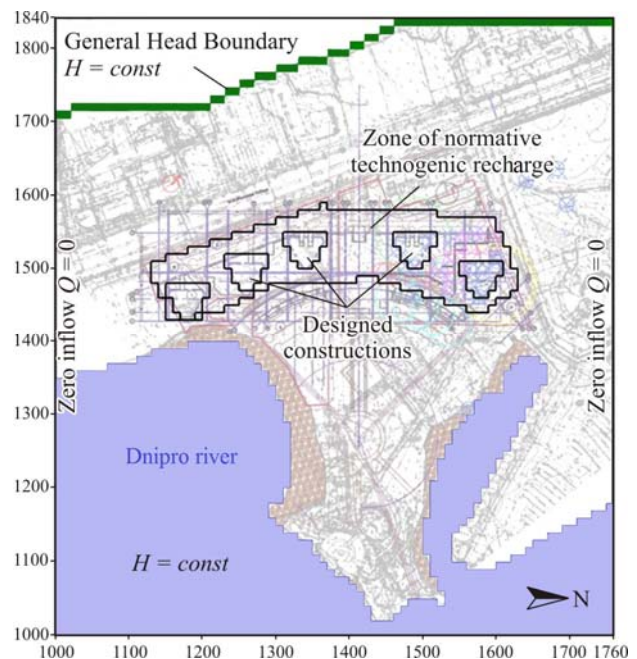 1840
1800
General Head Boundary
H = const
1700
Zone of normative
technogenic recharge
1600
1500
Zero inflow Q = 0
Zero inflow Q = 0
Designed
constructions
1400
1300
Dnipro river
1200
1100
H = const
N
1000
1000 1100 1200 1300 1400 1500 1600 1700 1760